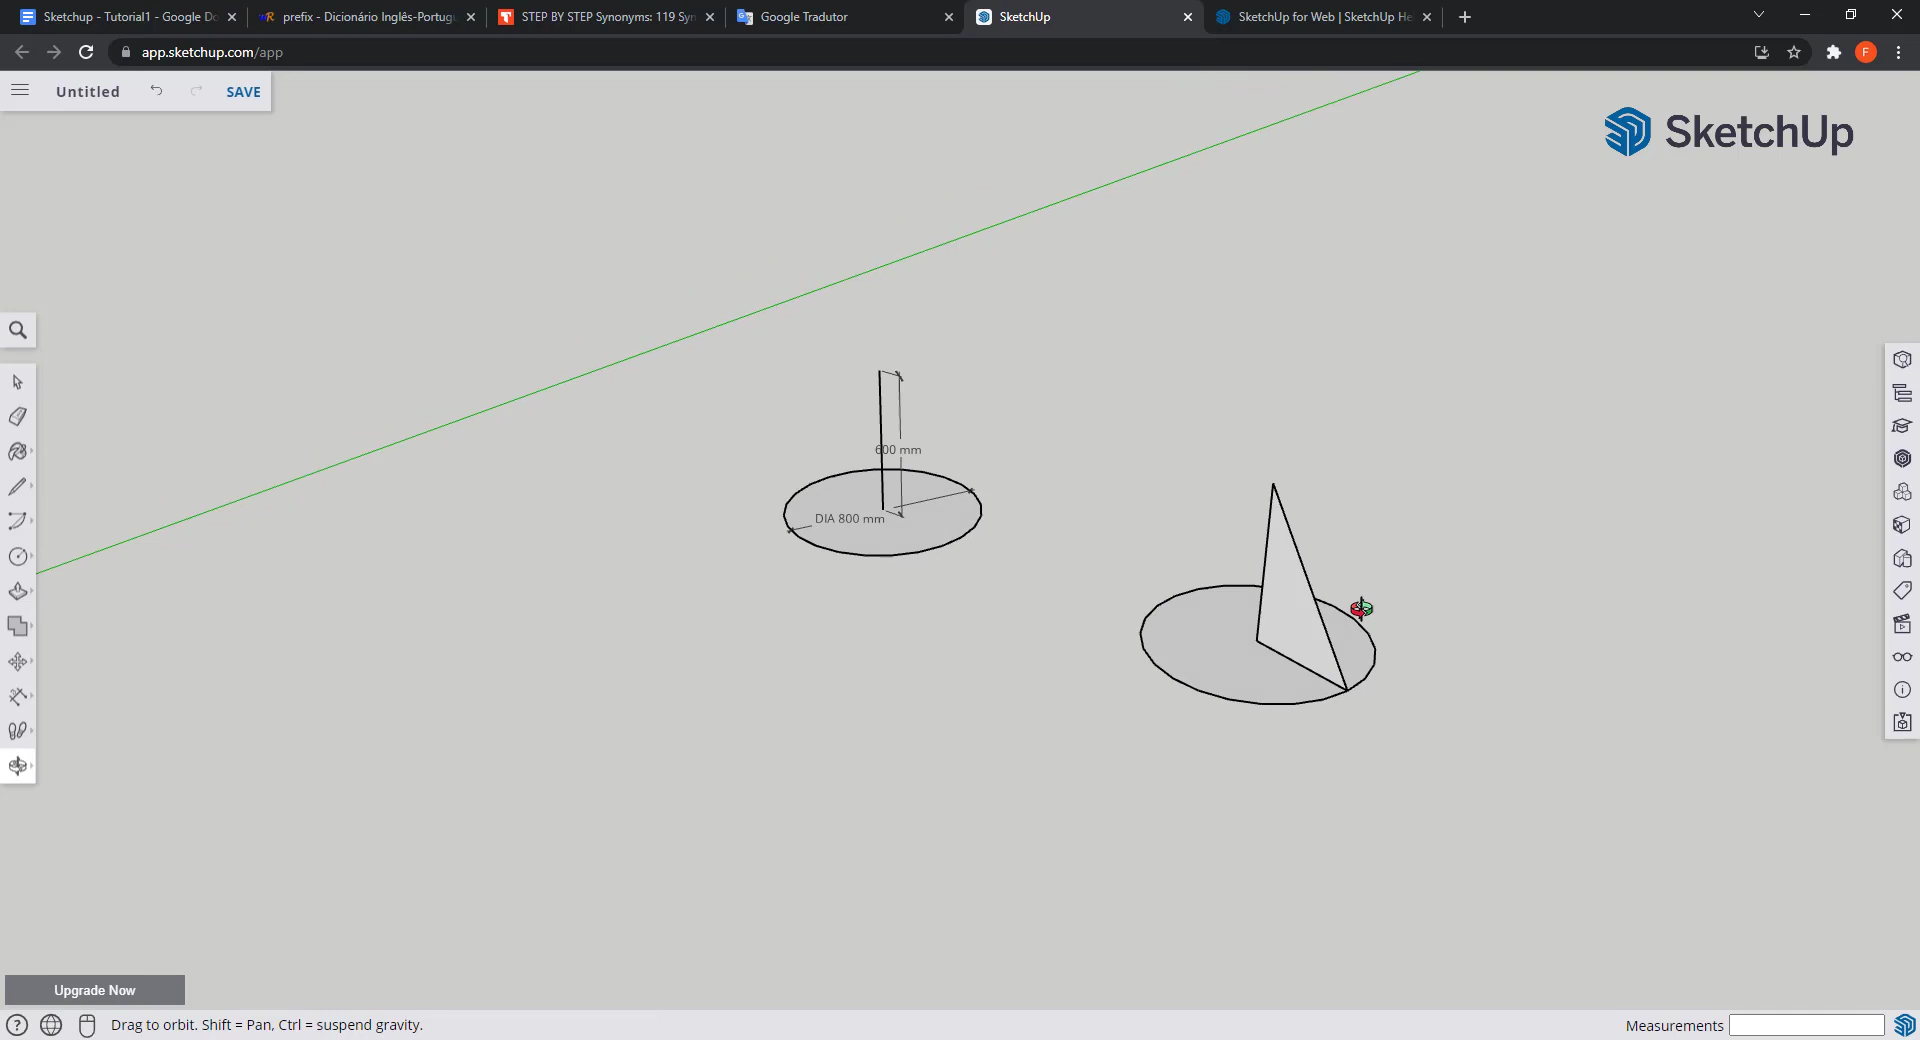 Sketchup - Tutorial1 - Google Do
prefix - Dicionário Inglês-Portugu
STEP BY STEP Synonyms: 119 Syn
Google Tradutor
SketchUp
SketchUp for Web | SketchUp He
app.sketchup.com/app
F
Untitled
SAVE
SketchUp
600 mm
DIA 800 mm
Upgrade Now
Drag to orbit. Shift = Pan, Ctrl = suspend gravity.
Measurements